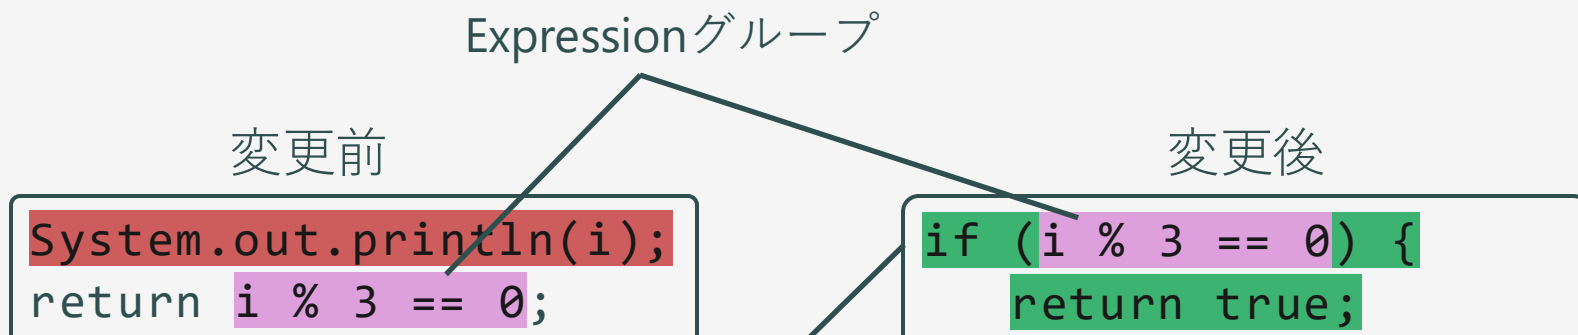 Expressionグループ
変更前
変更後
System.out.println(i);
return i % 3 == 0;
if (i % 3 == 0) {
return true;